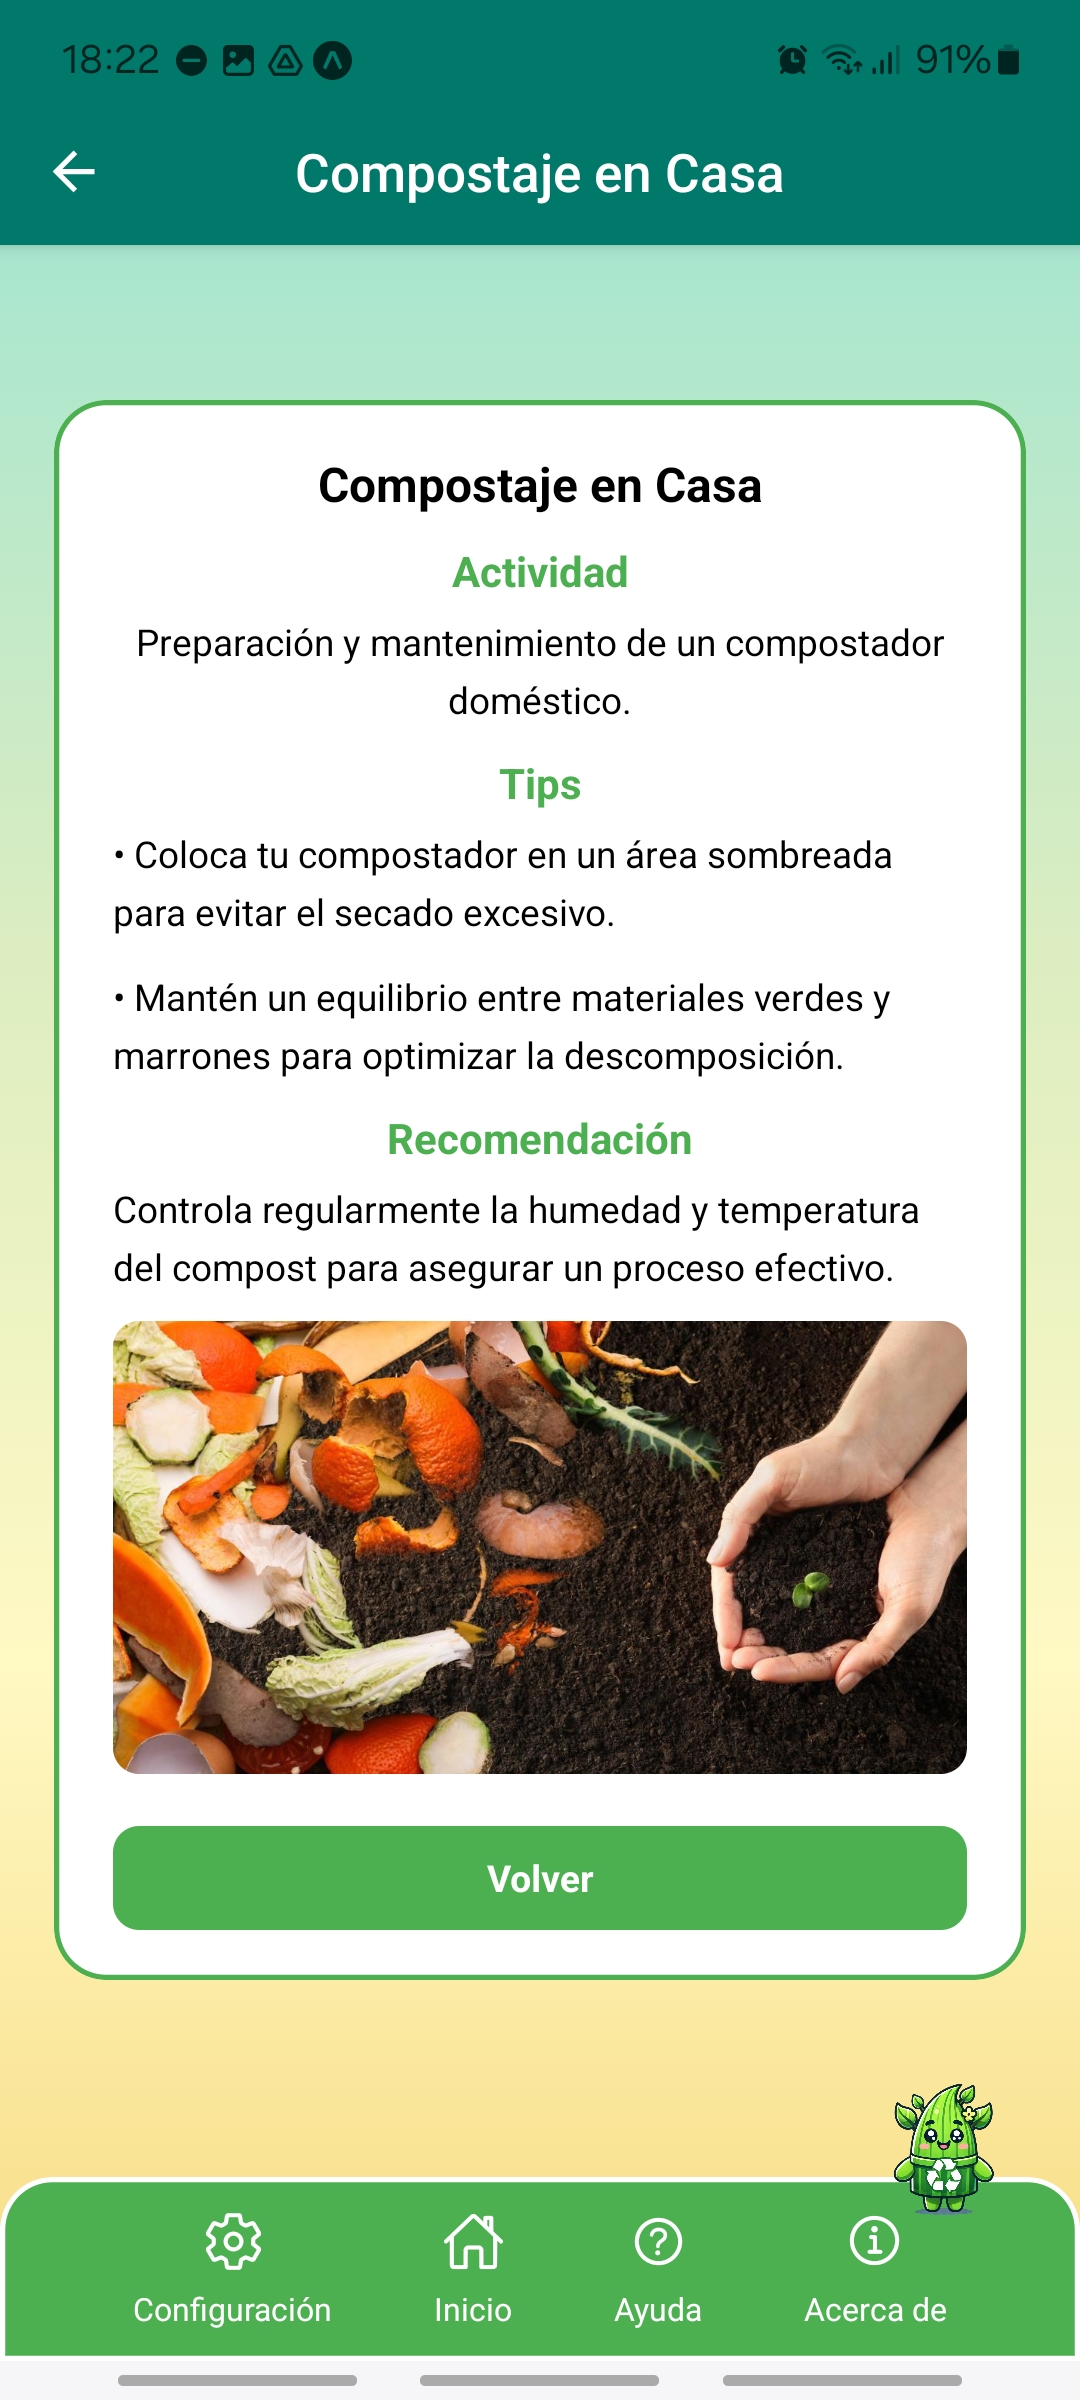 18:22
91%
Compostaje en Casa
Compostaje en Casa
Actividad
Preparación y mantenimiento de un compostador
doméstico.
Tips
• Coloca tu compostador en un área sombreada
para evitar el secado excesivo.
• Mantén un equilibrio entre materiales verdes y
marrones para optimizar la descomposición.
Recomendación
Controla regularmente la humedad y temperatura
del compost para asegurar un proceso efectivo.
Volver
Configuración
Inicio
Ayuda
Acerca de